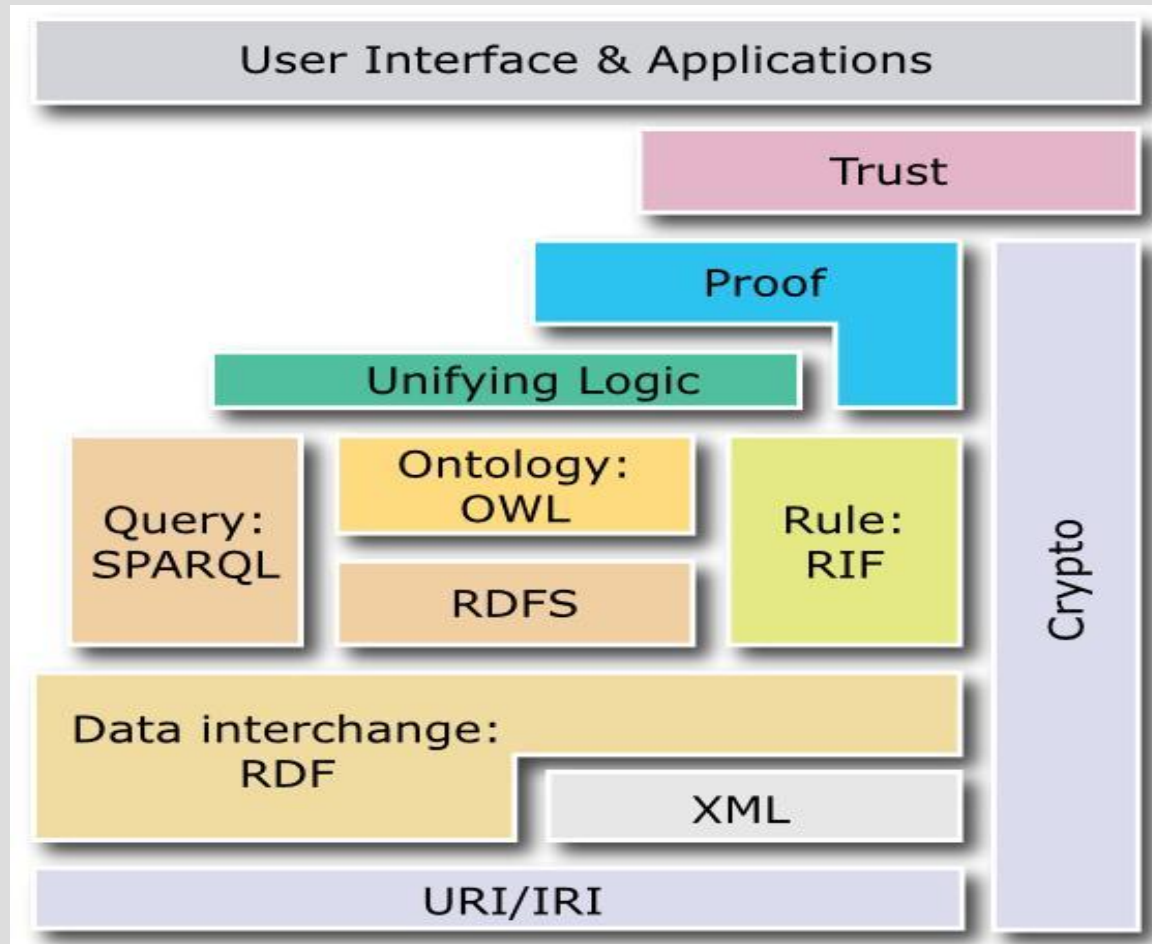 User Interface & Applications
Trust
Proof
Unifying Logic
Query:
SPARQL
Ontology:
OWL
RDFS
Rule:
RIF
Crypto
Data interchange:
RDF
XML
URI/IRI